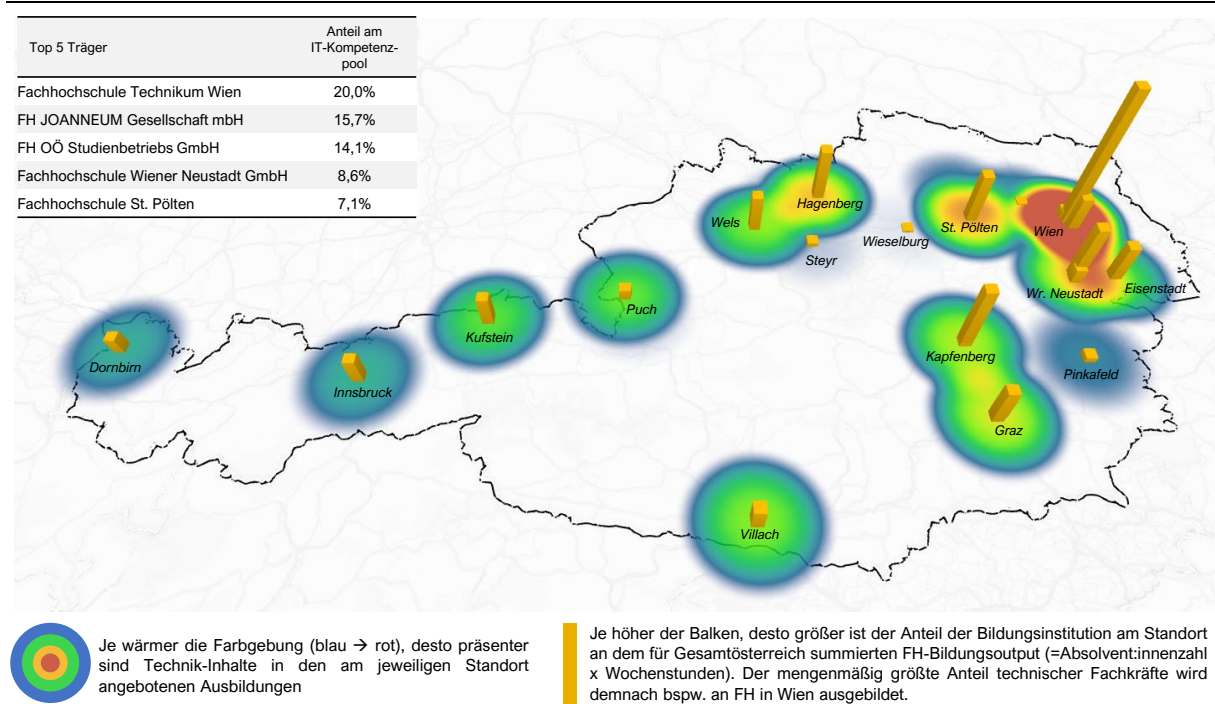 Top 5 Träger
Anteil am
IT-Kompetenz-
pool
Fachhochschule Technikum Wien 20,0%
FH JOANNEUM Gesellschaft mbH 15,7%
FH OÖ Studienbetriebs GmbH 14,1%
Fachhochschule Wiener Neustadt GmbH 8,6%
Fachhochschule St. Pölten 7,1%
Hagenberg
Wels
Steyr
Wieselburg
St. Pölten
Wien
Wr. Neustadt
Eisenstadt
Puch
Kufstein
Dornbirn
Innsbruck
Kapfenberg
Pinkafeld
Graz
Villach
Je wärmer die Farbgebung (blau → rot), desto präsenter
sind Technik-Inhalte in den am jeweiligen Standort
angebotenen Ausbildungen
Je höher der Balken, desto größer ist der Anteil der Bildungsinstitution am Standort
an dem für Gesamtösterreich summierten FH-Bildungsoutput (=Absolvent:innenzahl
x Wochenstunden). Der mengenmäßig größte Anteil technischer Fachkräfte wird
demnach bspw. an FH in Wien ausgebildet.